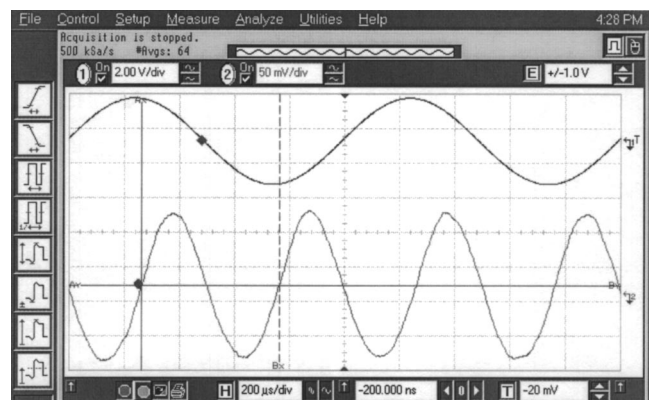 File Control Setup Measure Analyze Utilities Help 4:28 PM
Acquisition is stopped.
500 kSa/s #Avgs: 64
1 On 2.00 V/div 2 On 50 mV/div E +/-1.0 V
Ax
T
Ay By
2
Bx
H 200 µs/div -200.000 ns 0 T -20 mV